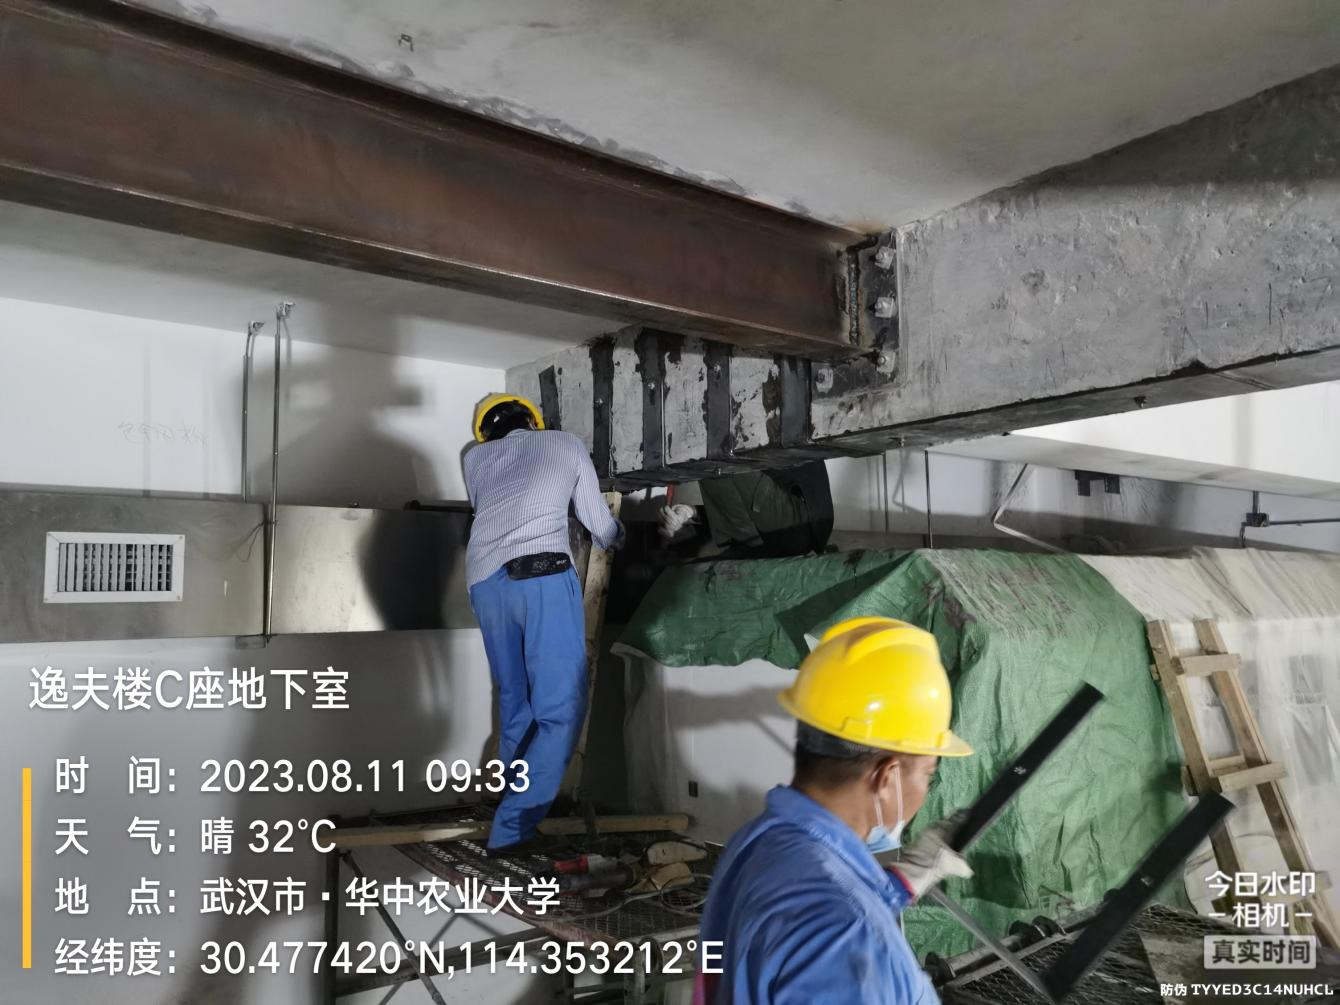 逸夫楼C座地下室
时 间：2023.08.11 09:33
天 气：晴 32°C
地 点：武汉市·华中农业大学
经纬度：30.477420°N,114.353212°E
今日水印
-相机-
真实时间
防伪 TYYED3C14NUHCL